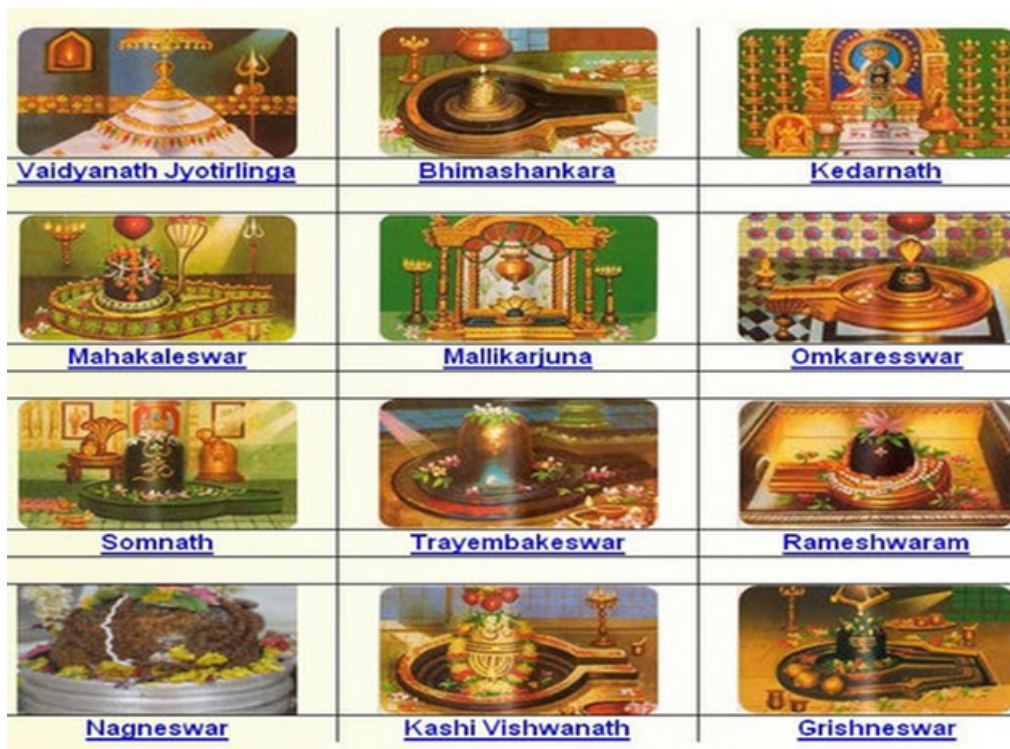 Vaidyanath Jyotirlinga Bhimashankara Kedarnath
Mahakaleswar Mallikarjuna Omkaresswar
Somnath Trayembakeswar Rameshwaram
Nagneswar Kashi Vishwanath Grishneswar